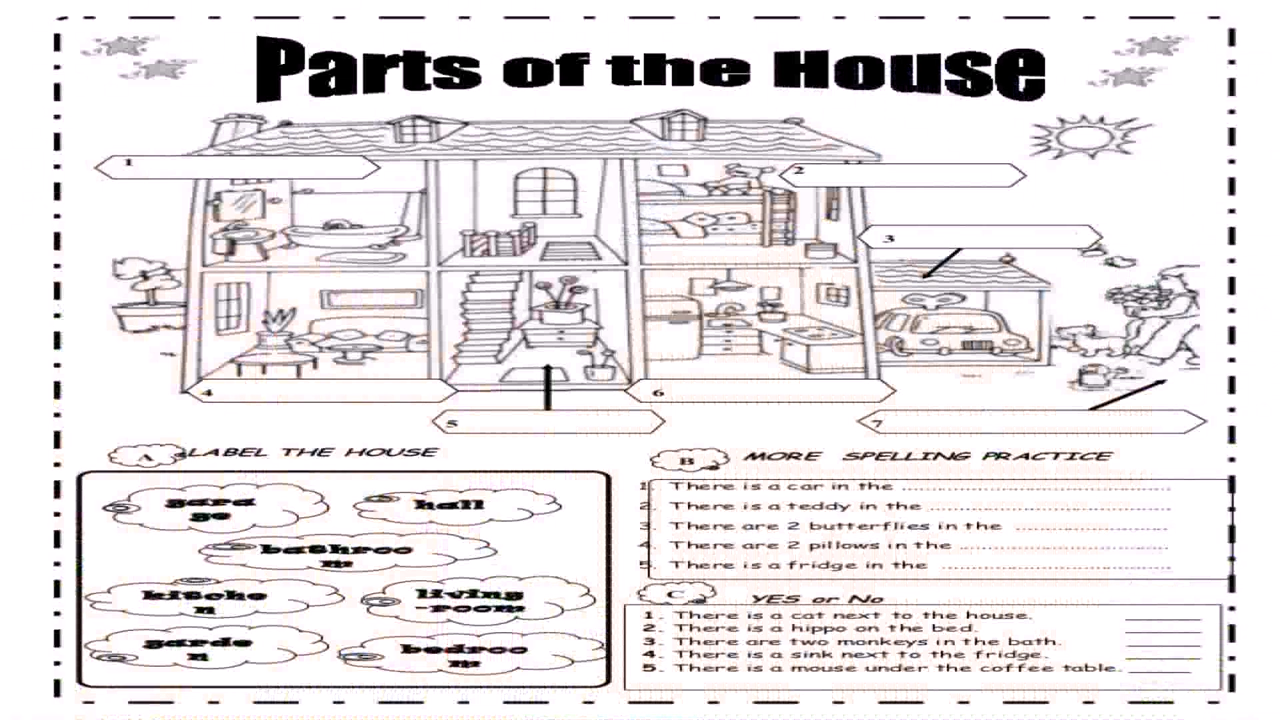 Parts of the House
1
2
3
4
5
6
7
A LABEL THE HOUSE
gara
ge
hall
bathroo
m
kitche
n
living
-room
garde
n
bedroo
m
B MORE SPELLING PRACTICE
1. There is a car in the ........................................
2. There is a teddy in the ....................................
3. There are 2 butterflies in the .......................
4. There are 2 pillows in the ...............................
5. There is a fridge in the ..................................
C YES or No
1. There is a cat next to the house. ________
2. There is a hippo on the bed. ________
3. There are two monkeys in the bath. ________
4. There is a sink next to the fridge. ________
5. There is a mouse under the coffee table. ________